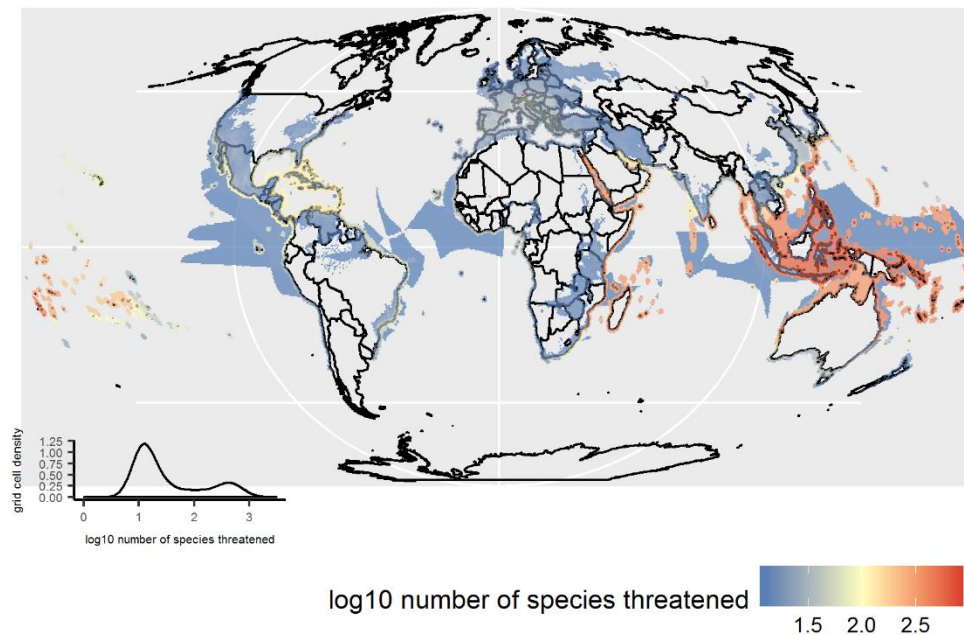 grid cell density
1.25
1.00
0.75
0.50
0.25
0.00
0 1 2 3
log10 number of species threatened
log10 number of species threatened
1.5 2.0 2.5